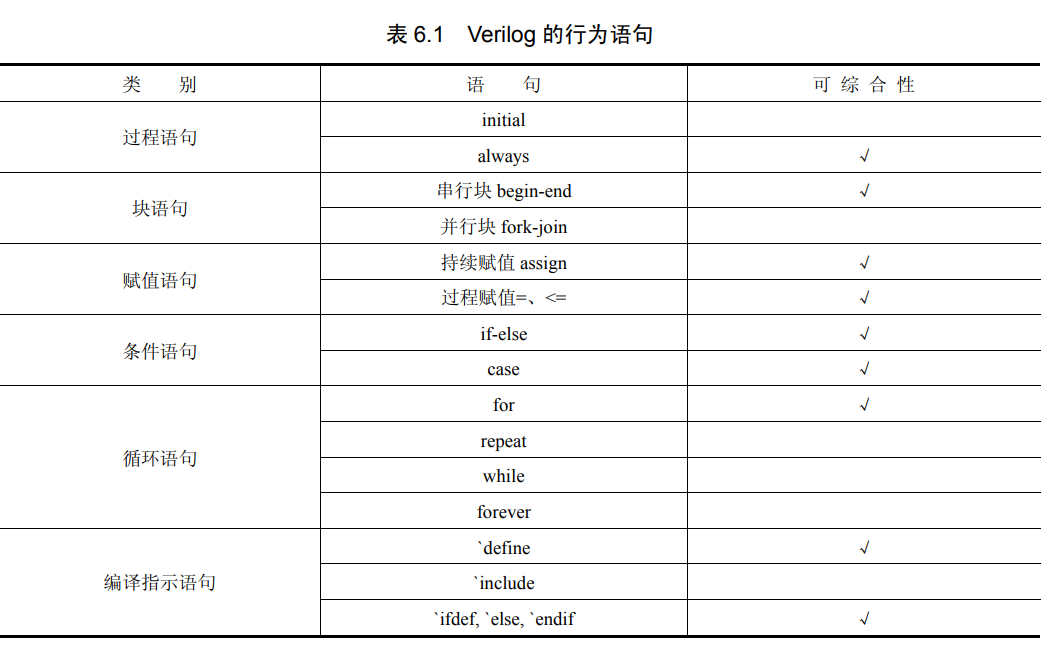 表 6.1 Verilog 的行为语句
类 别 语 句 可 综 合 性
过程语句 initial
always √
块语句 串行块 begin-end √
并行块 fork-join
赋值语句 持续赋值 assign √
过程赋值=、<= √
条件语句 if-else √
case √
循环语句 for √
repeat
while
forever
编译指示语句 `define √
`include
`ifdef, `else, `endif √